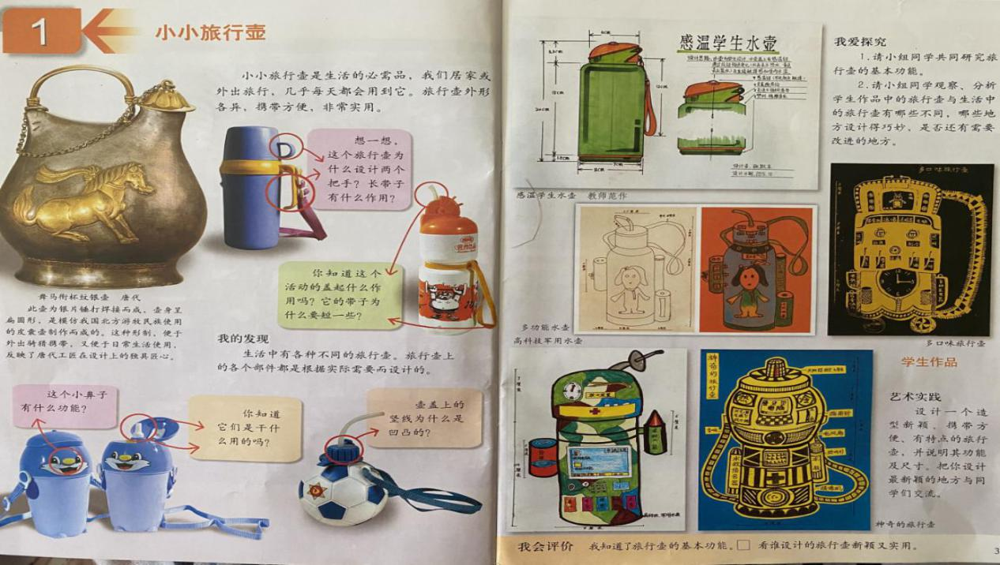 1
小小旅行壶
小小旅行壶是生活的必需品，我们居家或
外出旅行，几乎每天都会用到它。旅行壶外形
各异，携带方便，非常实用。
想一想，
这个旅行壶为
什么设计两个
把手？长带子
有什么作用？
你知道这个
活动的盖起什么作
用吗？它的带子为
什么要短一些？
舞马衔杯纹银壶 唐代
此壶为银片锤打焊接而成，壶身呈
扁圆形，是模仿我国北方游牧民族使用
的皮囊壶制作而成的。这种形制，便于
外出骑猎携带，又便于日常生活使用，
反映了唐代工匠在设计上的独具匠心。
我的发现
生活中有各种不同的旅行壶。旅行壶上
的各个部件都是根据实际需要而设计的。
这个小鼻子
有什么功能？
你知道
它们是干什
么用的吗？
壶盖上的
竖线为什么是
凹凸的？
感温学生水壶
感温学生水壶 教师范作
我爱探究
1.请小组同学共同研究旅
行壶的基本功能。
2.请小组同学观察、分析
学生作品中的旅行壶与生活中
的旅行壶有哪些不同，哪些地
方设计得巧妙，是否还有需要
改进的地方。
多口味旅行壶
多功能水壶
高科技军用水壶
多口味旅行壶
学生作品
神奇的旅行壶
指南针
艺术实践
设计一个造
型新颖、携带方
便、有特点的旅行
壶，并说明其功能
及尺寸。把你设计
最新颖的地方与同
学们交流。
神奇的旅行壶
我会评价 我知道了旅行壶的基本功能。□ 看谁设计的旅行壶新颖又实用。
3